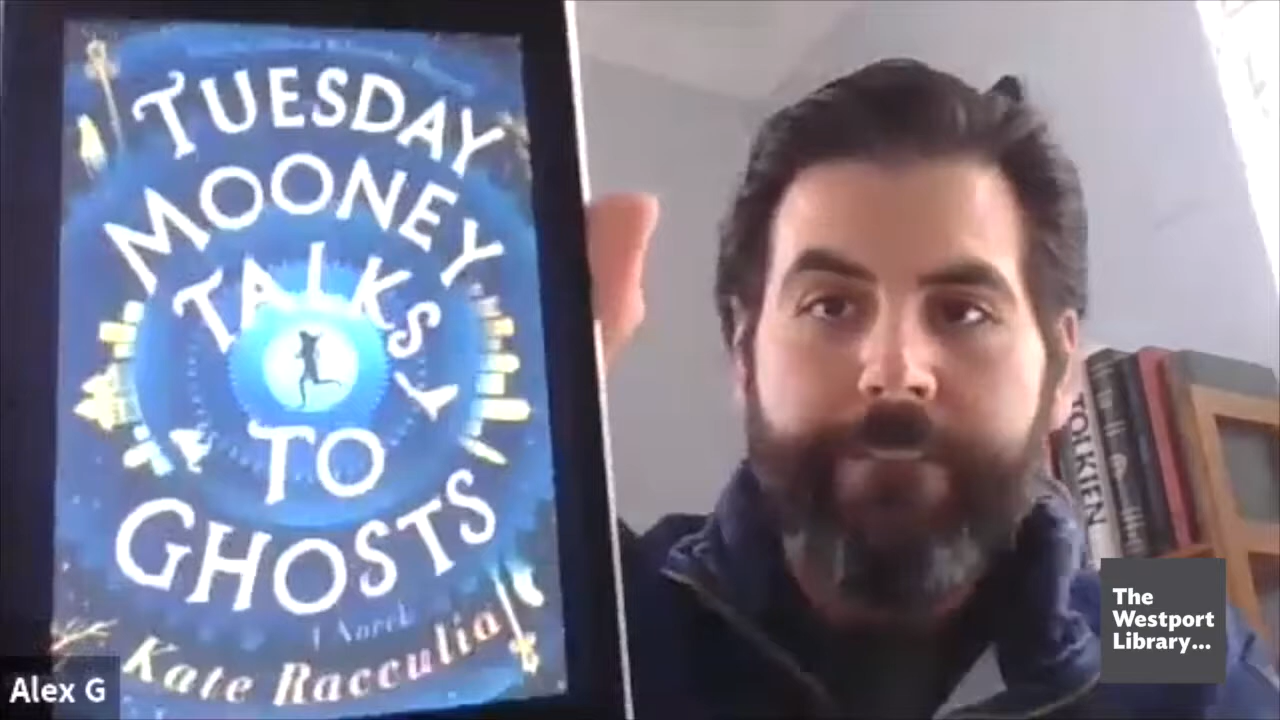 TUESDAY
MOONEY
TALKS
TO
GHOSTS
A Novel
Kate Racculia
Alex G
TOLKIEN
The
Westport
Library...